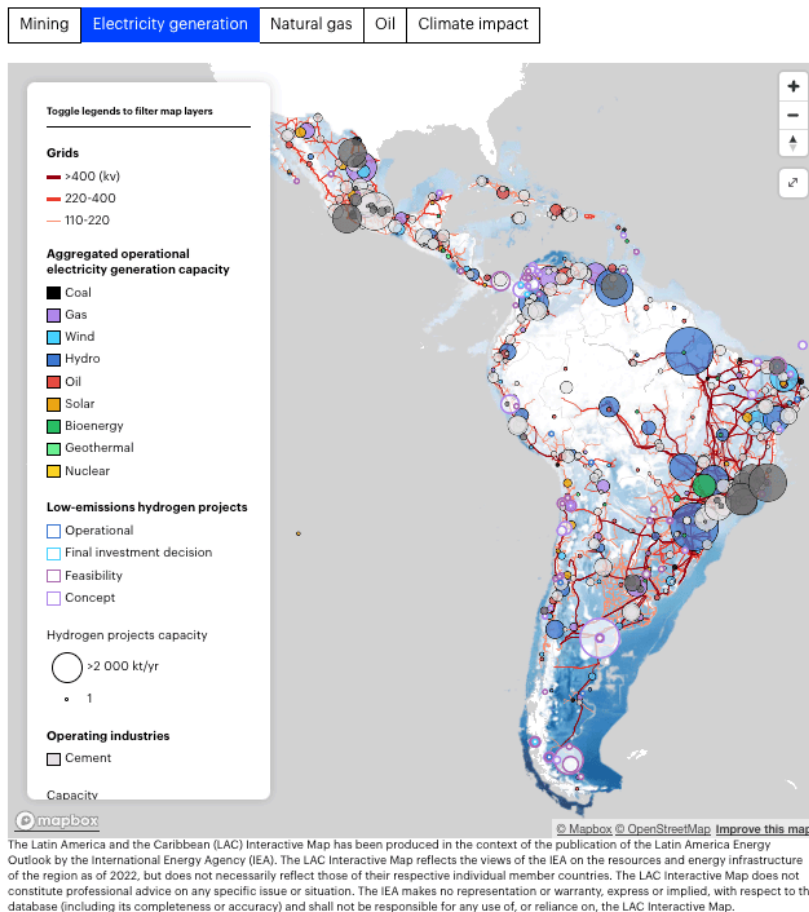 Mining Electricity generation Natural gas Oil Climate impact
Toggle legends to filter map layers
Grids
>400 (kv)
220-400
110-220
Aggregated operational
electricity generation capacity
Coal
Gas
Wind
Hydro
Oil
Solar
Bioenergy
Geothermal
Nuclear
Low-emissions hydrogen projects
Operational
Final investment decision
Feasibility
Concept
Hydrogen projects capacity
>2 000 kt/yr
1
Operating industries
Cement
Capacity
mapbox
© Mapbox © OpenStreetMap Improve this map
The Latin America and the Caribbean (LAC) Interactive Map has been produced in the context of the publication of the Latin America Energy
Outlook by the International Energy Agency (IEA). The LAC Interactive Map reflects the views of the IEA on the resources and energy infrastructure
of the region as of 2022, but does not necessarily reflect those of their respective individual member countries. The LAC Interactive Map does not
constitute professional advice on any specific issue or situation. The IEA makes no representation or warranty, express or implied, with respect to th
database (including its completeness or accuracy) and shall not be responsible for any use of, or reliance on, the LAC Interactive Map.